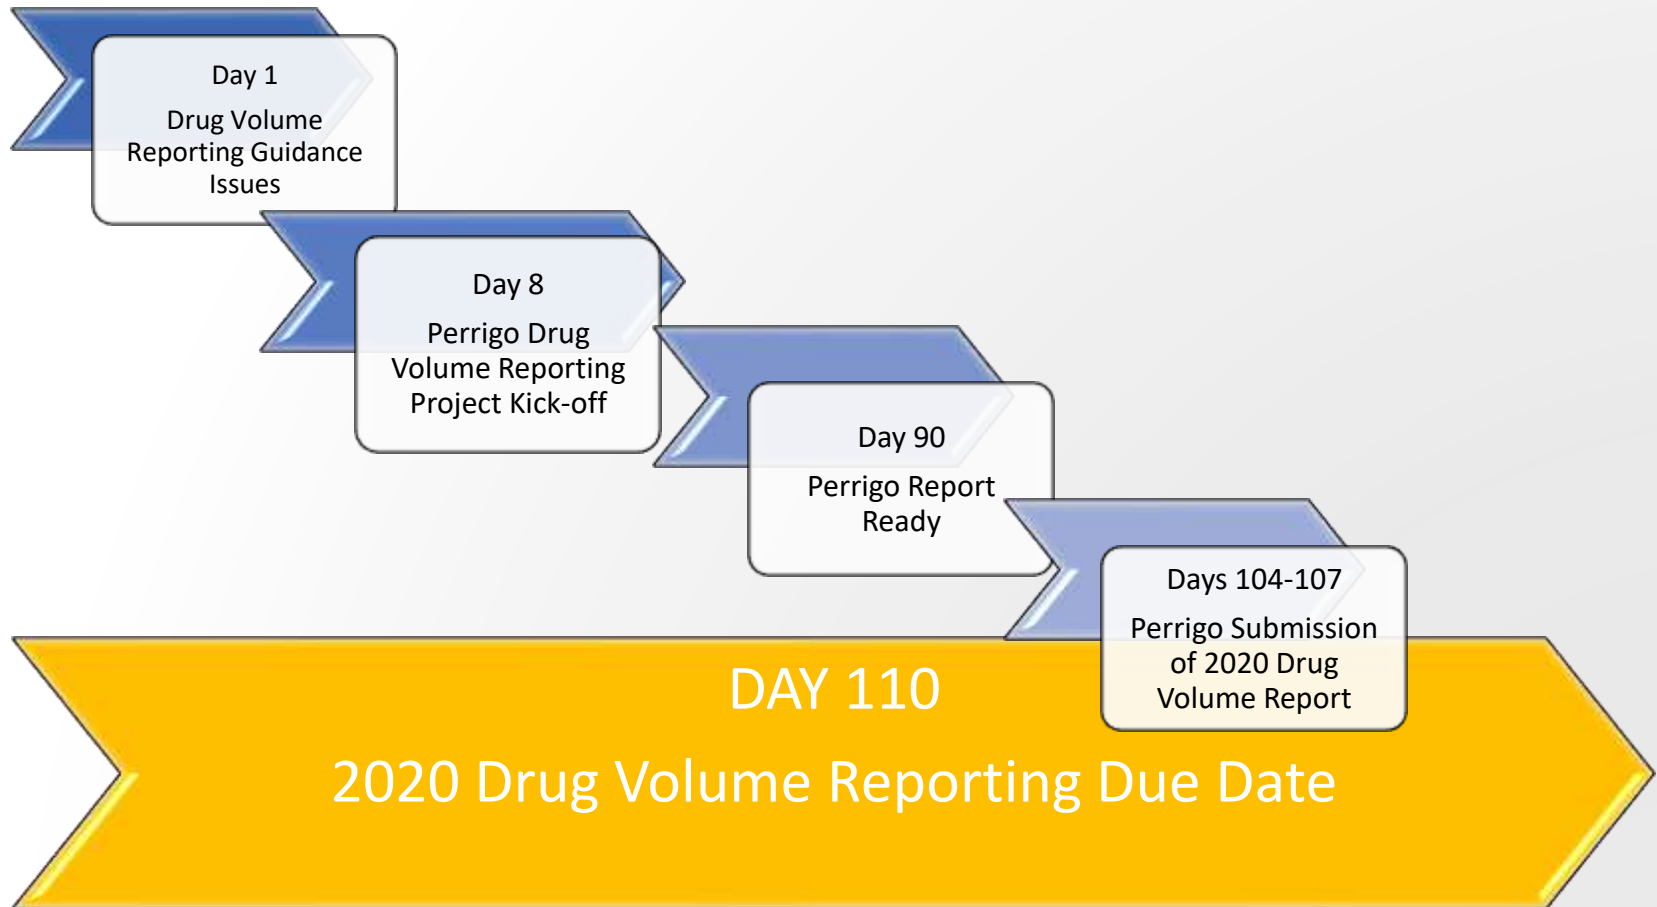 Day 1
Drug Volume
Reporting Guidance
Issues
Day 8
Perrigo Drug
Volume Reporting
Project Kick-off
Day 90
Perrigo Report
Ready
Days 104-107
Perrigo Submission
of 2020 Drug
Volume Report
DAY 110
2020 Drug Volume Reporting Due Date